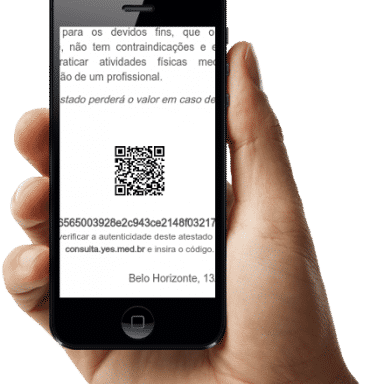 para os devidos fins, que o
não tem contraindicações e e
praticar atividades físicas med
ão de um profissional.
estado perderá o valor em caso de
6565003928e2c943ce2148f03217
verificar a autenticidade deste atestado
consulta.yes.med.br e insira o código.
Belo Horizonte, 13